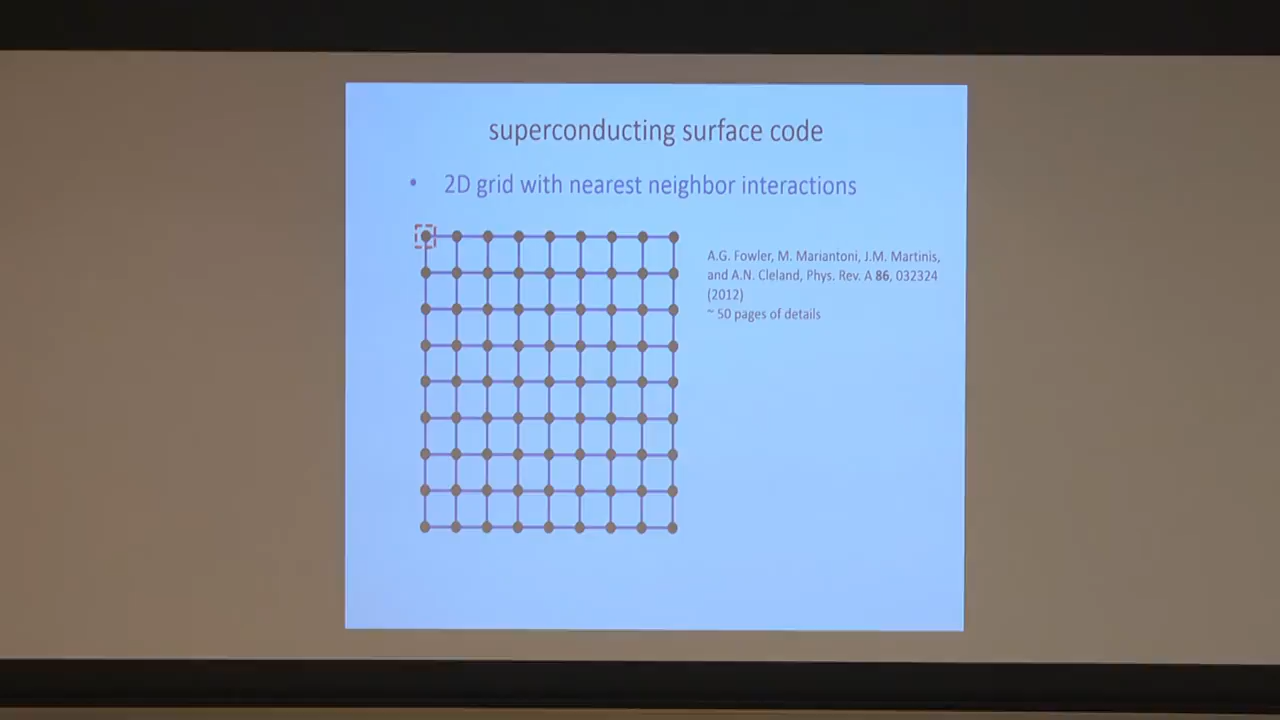 superconducting surface code
• 2D grid with nearest neighbor interactions
A.G. Fowler, M. Mariantoni, J.M. Martinis,
and A.N. Cleland, Phys. Rev. A 86, 032324
(2012)
~ 50 pages of details